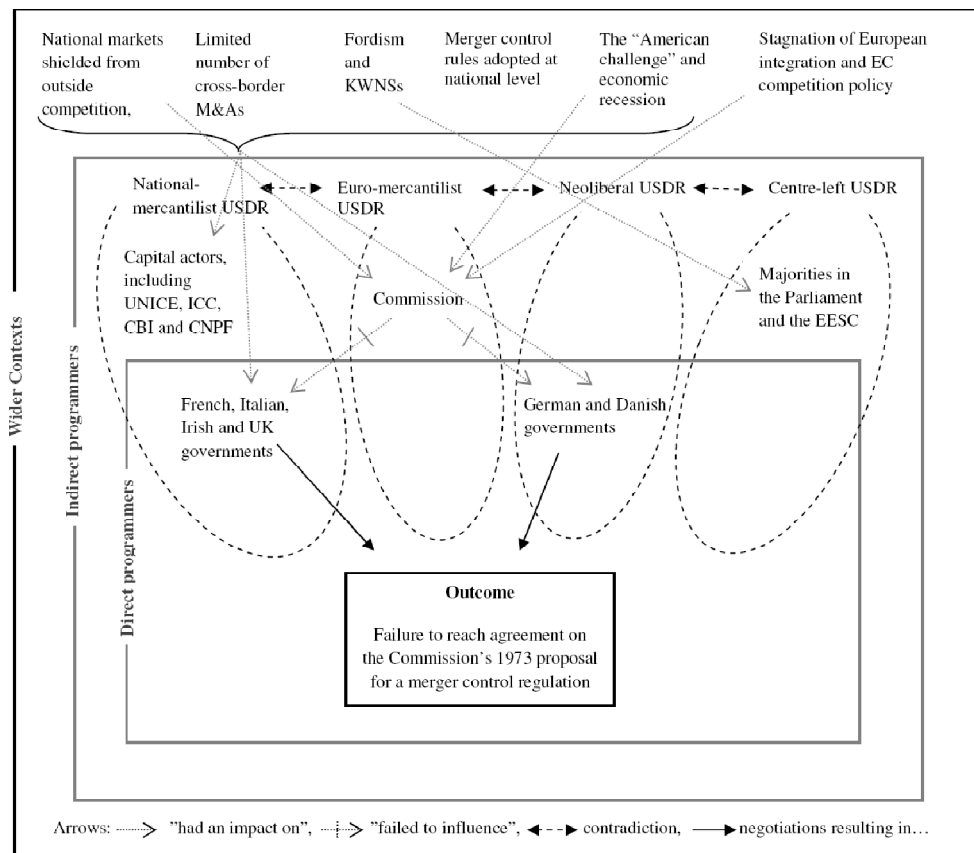 National markets
shielded from
outside
competition,
Limited
number of
cross-border
M&As
Fordism
and
KWNSs
Merger control
rules adopted at
national level
The “American
challenge” and
economic
recession
Stagnation of European
integration and EC
competition policy
National-
mercantilist USDR
Euro-mercantilist
USDR
Neoliberal USDR
Centre-left USDR
Capital actors,
including
UNICE, ICC,
CBI and CNPF
Commission
Majorities in
the Parliament
and the EESC
Wider Contexts
Indirect programmers
Direct programmers
French, Italian,
Irish and UK
governments
German and Danish
governments
Outcome
Failure to reach agreement on
the Commission’s 1973 proposal
for a merger control regulation
Arrows: ”had an impact on”, ”failed to influence”, contradiction, negotiations resulting in…